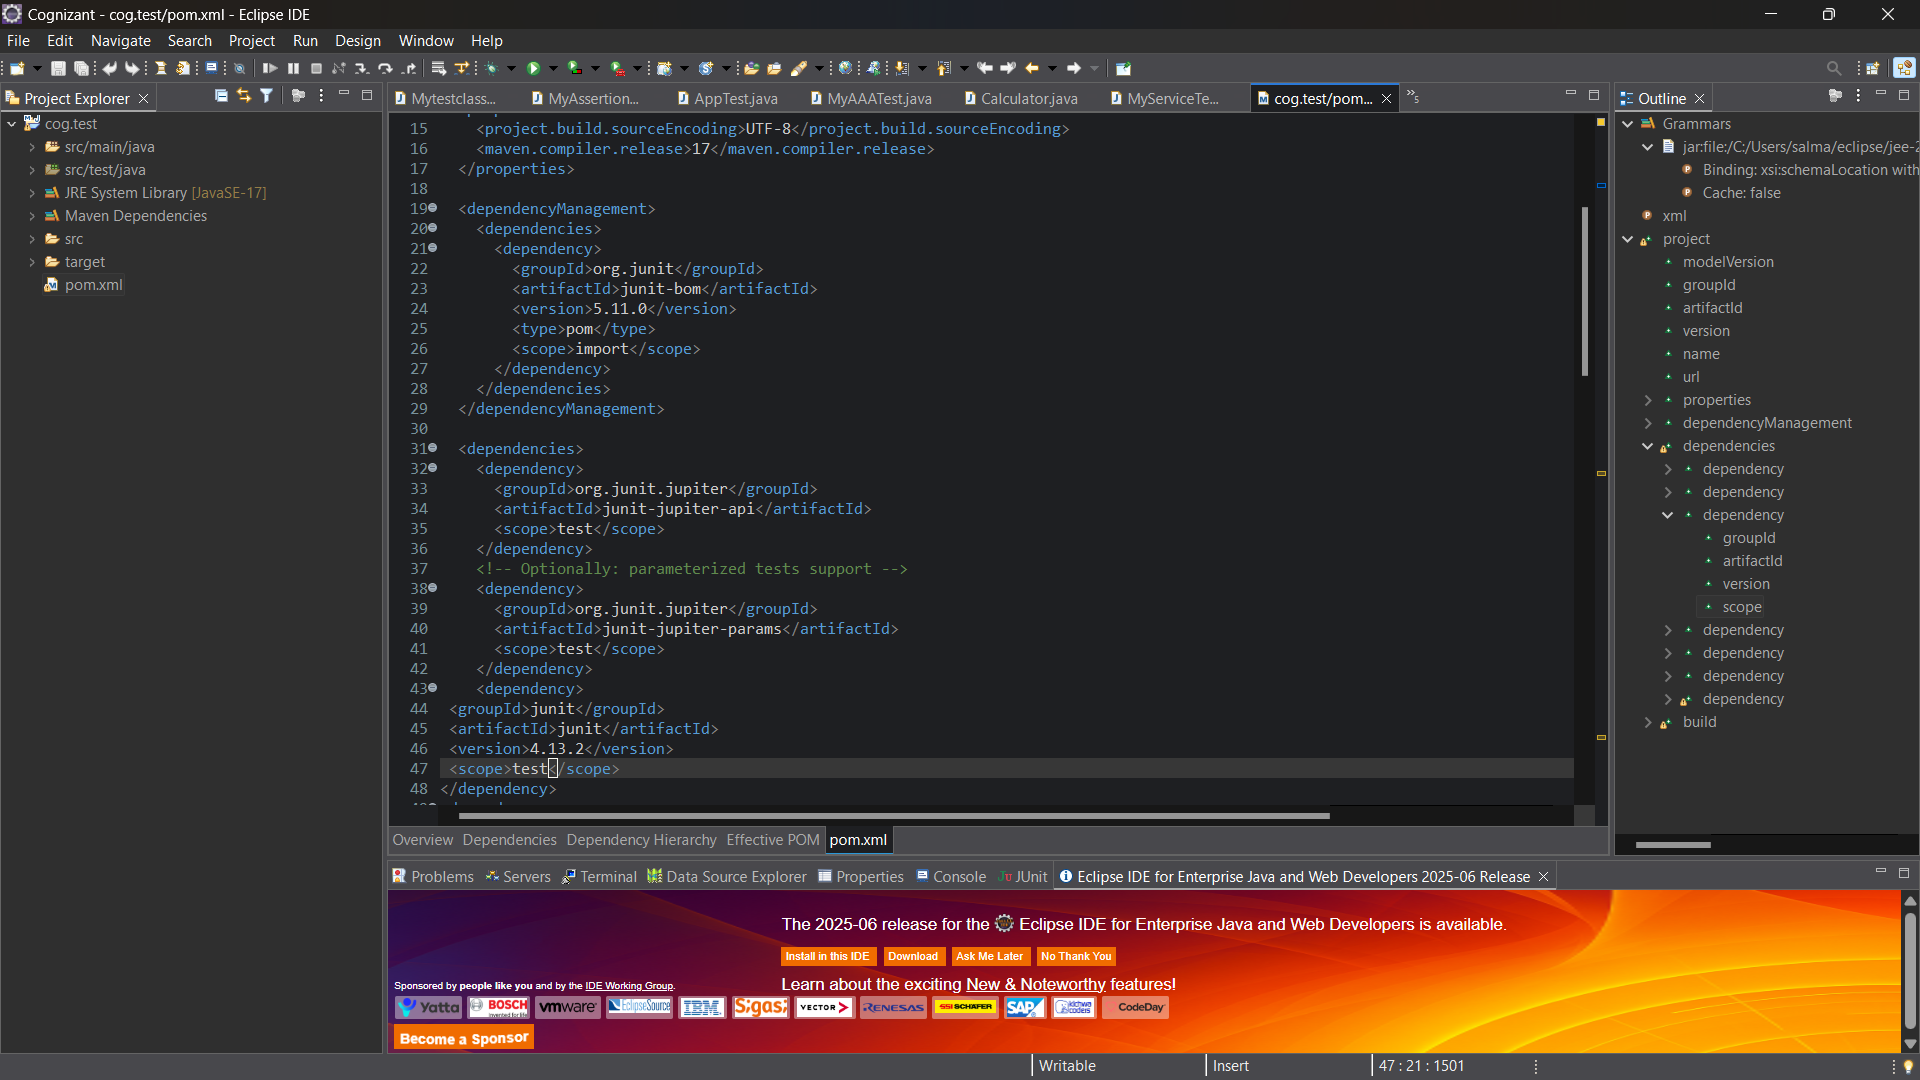 Cognizant - cog.test/pom.xml - Eclipse IDE
File Edit Navigate Search Project Run Design Window Help
Project Explorer
cog.test
src/main/java
src/test/java
JRE System Library [JavaSE-17]
Maven Dependencies
src
target
pom.xml
Mytestclass... MyAssertion... AppTest.java MyAAATest.java Calculator.java MyServiceTe... cog.test/pom... »5
15 <project.build.sourceEncoding>UTF-8</project.build.sourceEncoding>
16 <maven.compiler.release>17</maven.compiler.release>
17 </properties>
18
19 <dependencyManagement>
20 <dependencies>
21 <dependency>
22 <groupId>org.junit</groupId>
23 <artifactId>junit-bom</artifactId>
24 <version>5.11.0</version>
25 <type>pom</type>
26 <scope>import</scope>
27 </dependency>
28 </dependencies>
29 </dependencyManagement>
30
31 <dependencies>
32 <dependency>
33 <groupId>org.junit.jupiter</groupId>
34 <artifactId>junit-jupiter-api</artifactId>
35 <scope>test</scope>
36 </dependency>
37 <!-- Optionally: parameterized tests support -->
38 <dependency>
39 <groupId>org.junit.jupiter</groupId>
40 <artifactId>junit-jupiter-params</artifactId>
41 <scope>test</scope>
42 </dependency>
43 <dependency>
44 <groupId>junit</groupId>
45 <artifactId>junit</artifactId>
46 <version>4.13.2</version>
47 <scope>test</scope>
48 </dependency>
Overview Dependencies Dependency Hierarchy Effective POM pom.xml
Outline
Grammars
jar:file:/C:/Users/salma/eclipse/jee-2
Binding: xsi:schemaLocation with
Cache: false
xml
project
modelVersion
groupId
artifactId
version
name
url
properties
dependencyManagement
dependencies
dependency
dependency
dependency
groupId
artifactId
version
scope
dependency
dependency
dependency
dependency
build
Problems Servers Terminal Data Source Explorer Properties Console JUnit Eclipse IDE for Enterprise Java and Web Developers 2025-06 Release
The 2025-06 release for the Eclipse IDE for Enterprise Java and Web Developers is available.
Install in this IDE Download Ask Me Later No Thank You
Learn about the exciting New & Noteworthy features!
Sponsored by people like you and by the IDE Working Group.
Yatta BOSCH Invented for life vmware EclipseSource IBM Sigasi VECTOR RENESAS SSI SCHAEFER SAP kichwa coders CodeDay
Become a Sponsor
Writable Insert 47 : 21 : 1501